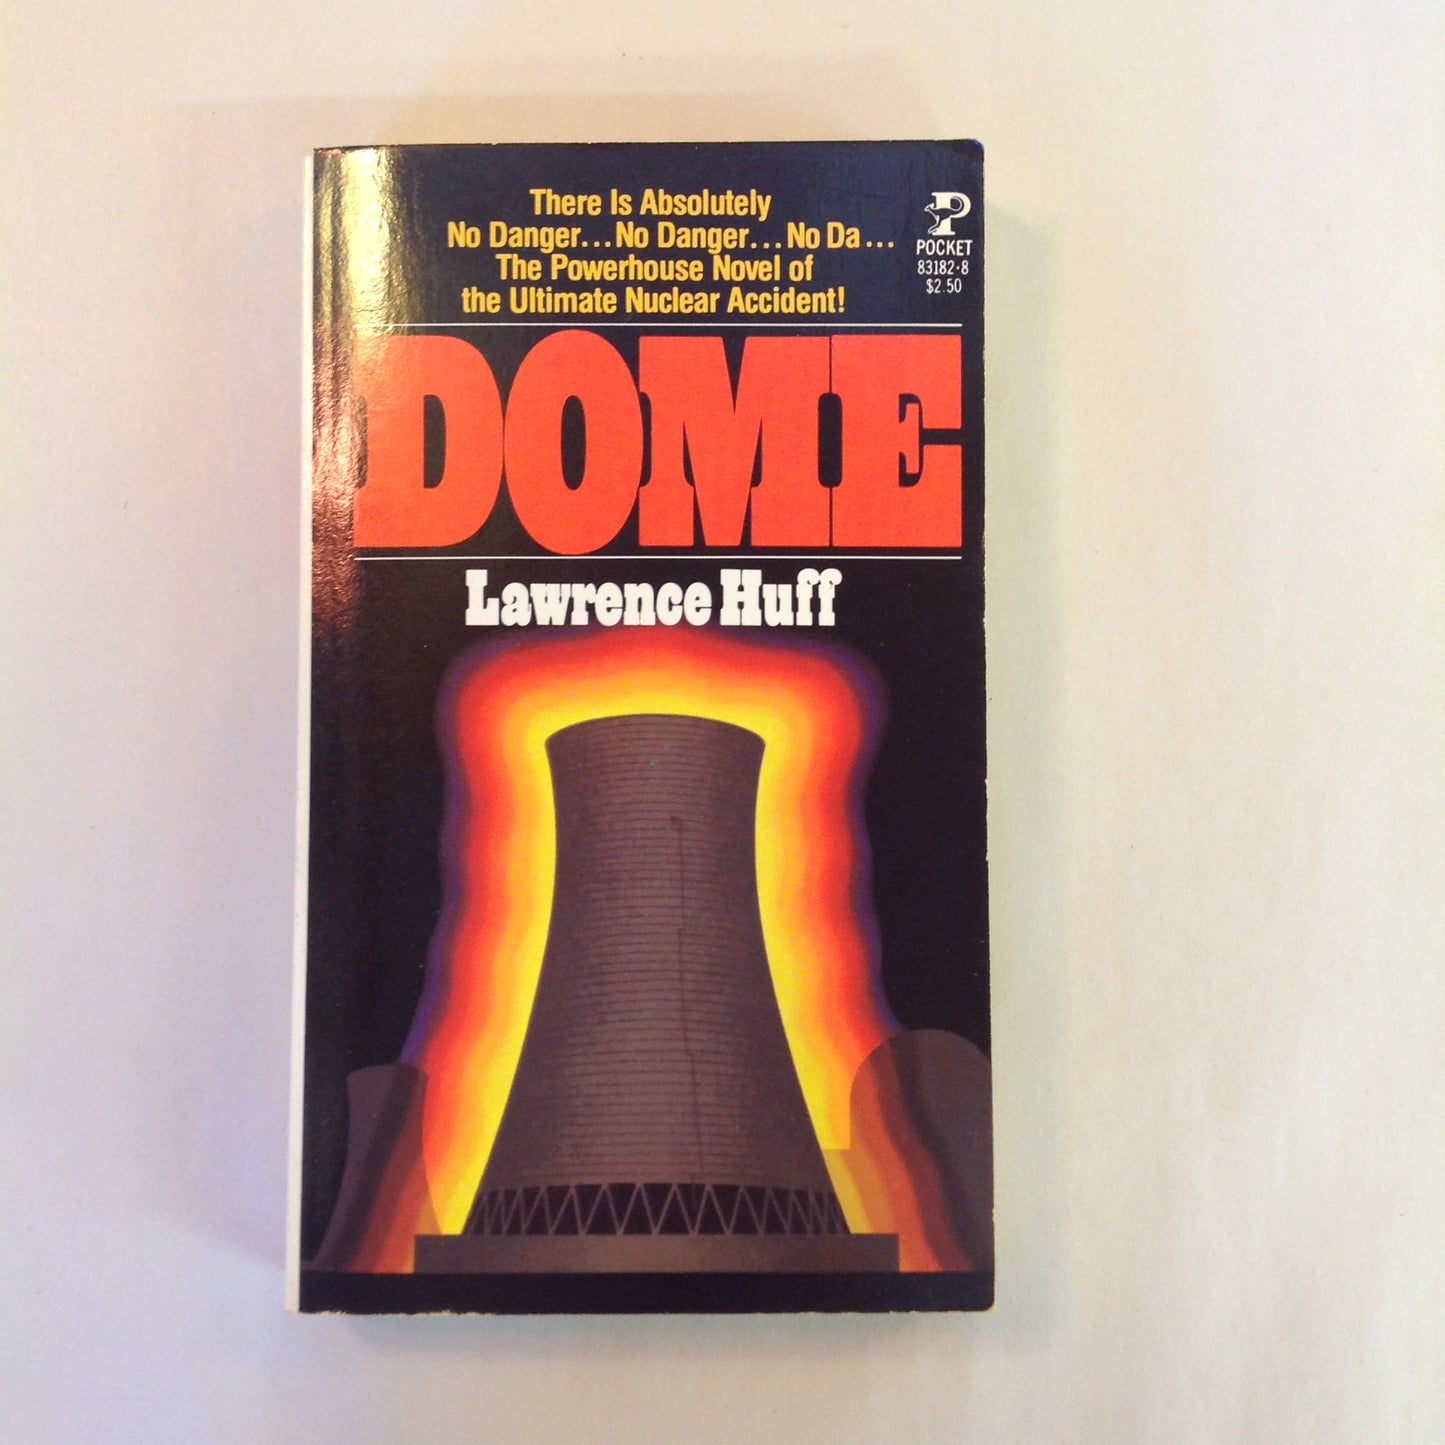 There Is Absolutely
No Danger...No Danger...No Da...
The Powerhouse Novel of
the Ultimate Nuclear Accident!
P
POCKET
83182·8
$2.50
DOME
Lawrence Huff